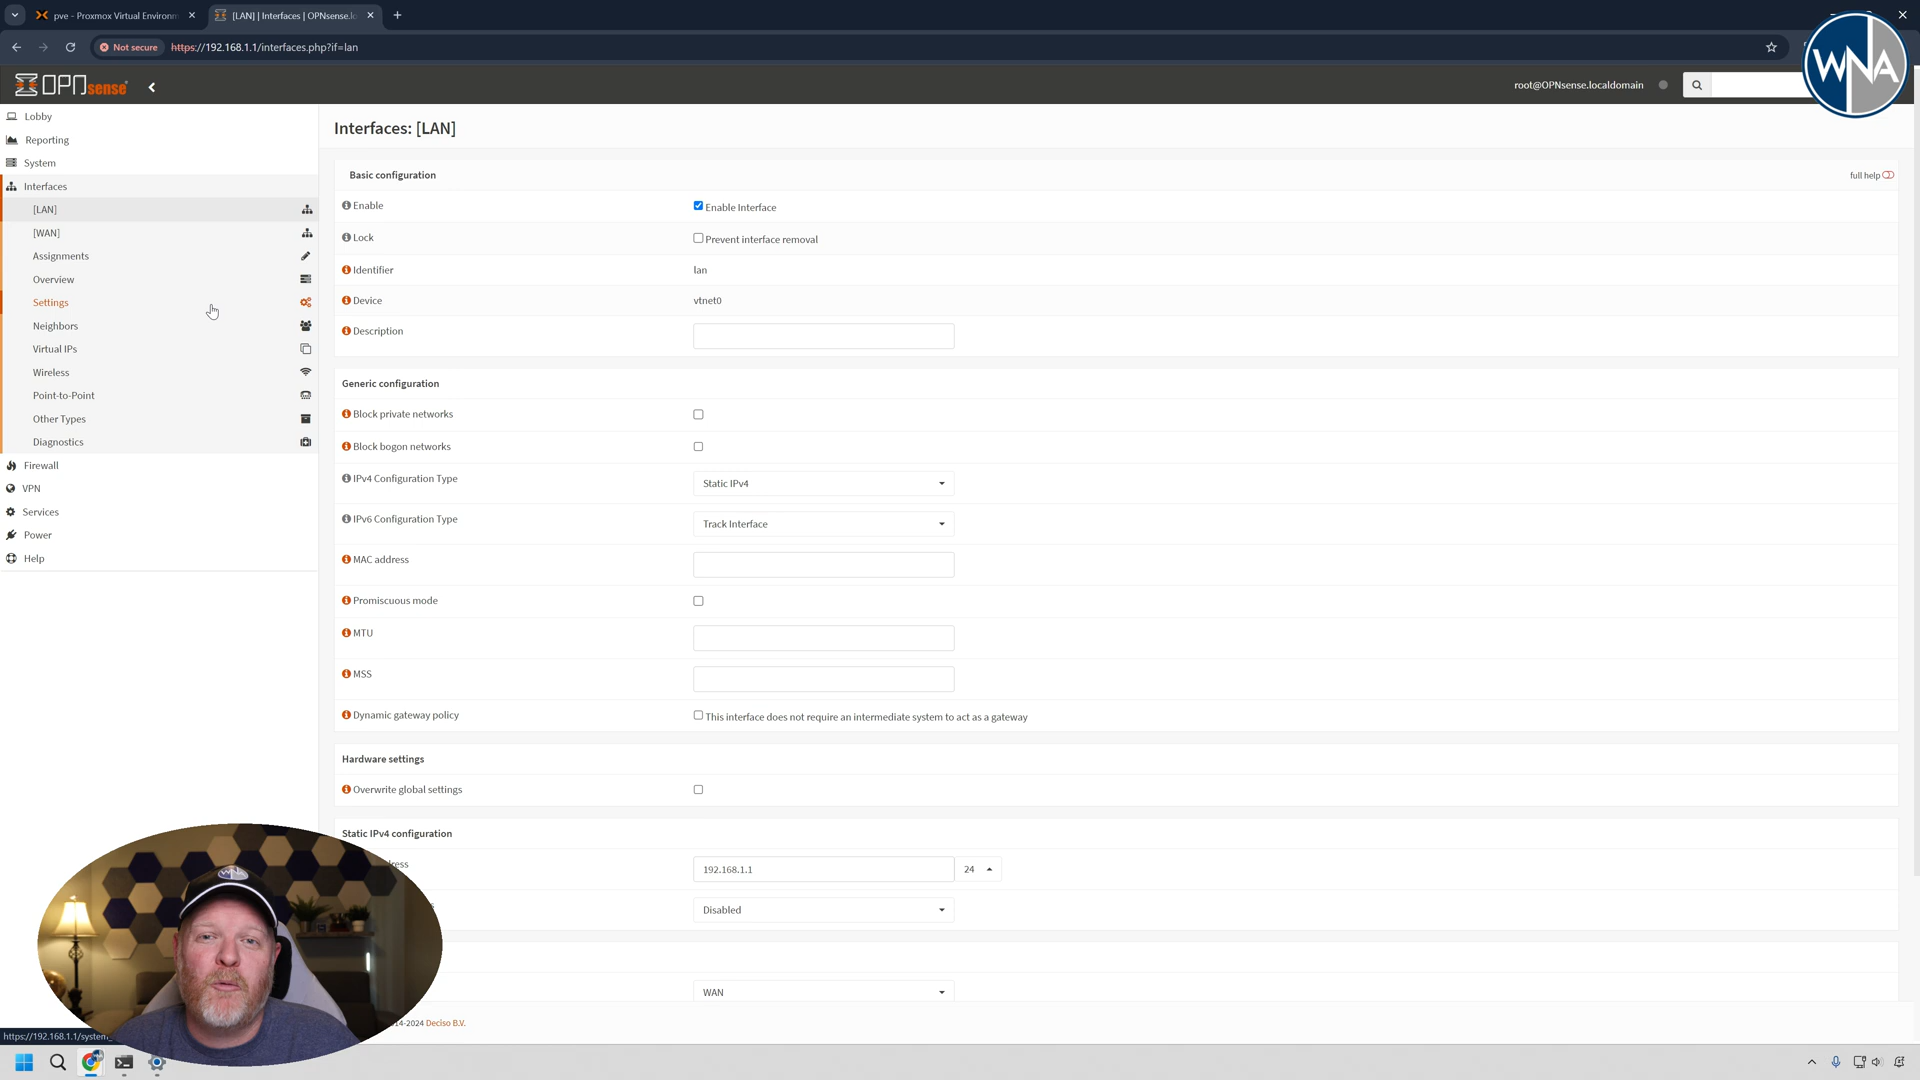 pve - Proxmox Virtual Environm
[LAN] | Interfaces | OPNsense.lo
Not secure
https://192.168.1.1/interfaces.php?if=lan
WNA
OPNsense
root@OPNsense.localdomain
Lobby
Reporting
System
Interfaces
[LAN]
[WAN]
Assignments
Overview
Settings
Neighbors
Virtual IPs
Wireless
Point-to-Point
Other Types
Diagnostics
Firewall
VPN
Services
Power
Help
Interfaces: [LAN]
Basic configuration
full help
Enable
Enable Interface
Lock
Prevent interface removal
Identifier
lan
Device
vtnet0
Description
Generic configuration
Block private networks
Block bogon networks
IPv4 Configuration Type
Static IPv4
IPv6 Configuration Type
Track Interface
MAC address
Promiscuous mode
MTU
MSS
Dynamic gateway policy
This interface does not require an intermediate system to act as a gateway
Hardware settings
Overwrite global settings
Static IPv4 configuration
192.168.1.1
24
Disabled
WAN
14-2024 Deciso B.V.
https://192.168.1.1/system_